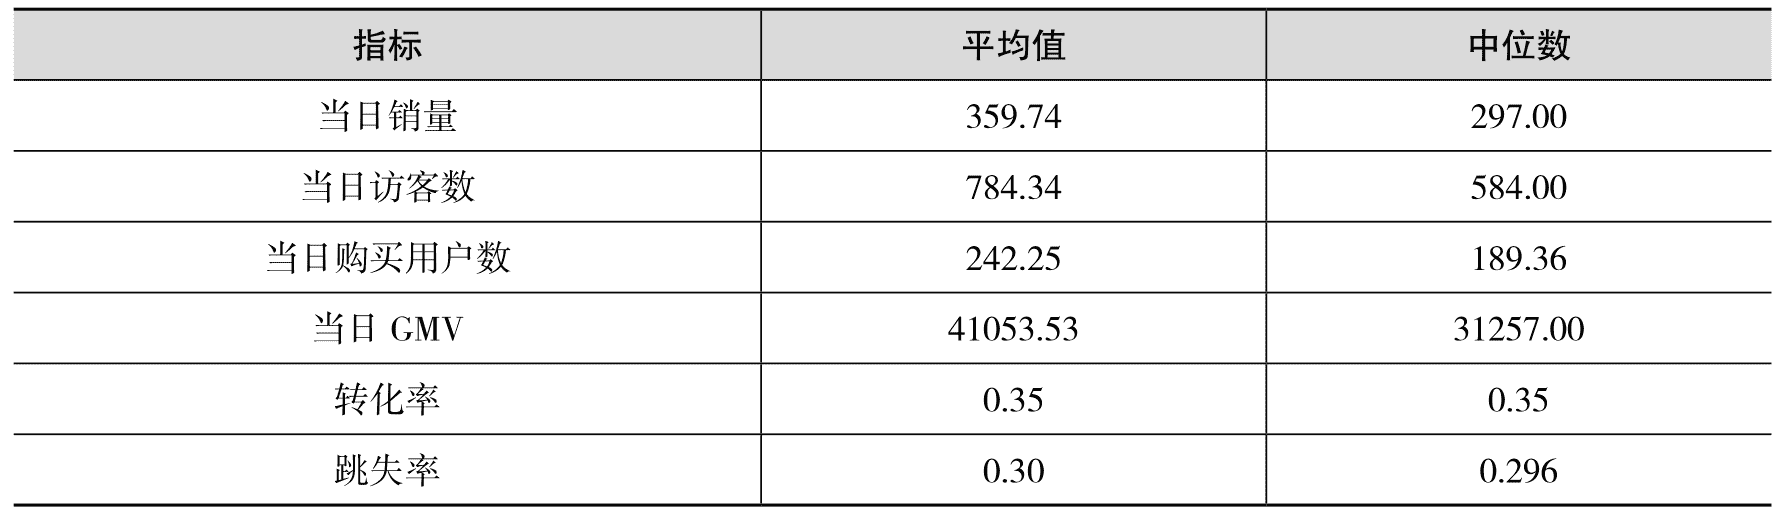 指标 平均值 中位数
当日销量 359.74 297.00
当日访客数 784.34 584.00
当日购买用户数 242.25 189.36
当日 GMV 41053.53 31257.00
转化率 0.35 0.35
跳失率 0.30 0.296